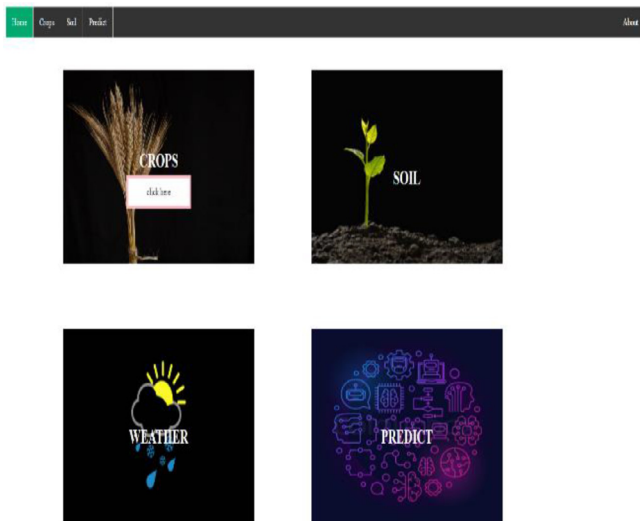 Home Crops Soil Predict About
CROPS
click here
SOIL
WEATHER
PREDICT